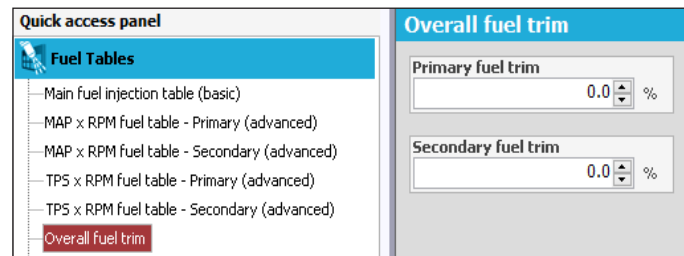 Quick access panel
Fuel Tables
Main fuel injection table (basic)
MAP x RPM fuel table - Primary (advanced)
MAP x RPM fuel table - Secondary (advanced)
TPS x RPM fuel table - Primary (advanced)
TPS x RPM fuel table - Secondary (advanced)
Overall fuel trim
Overall fuel trim
Primary fuel trim
0.0 %
Secondary fuel trim
0.0 %